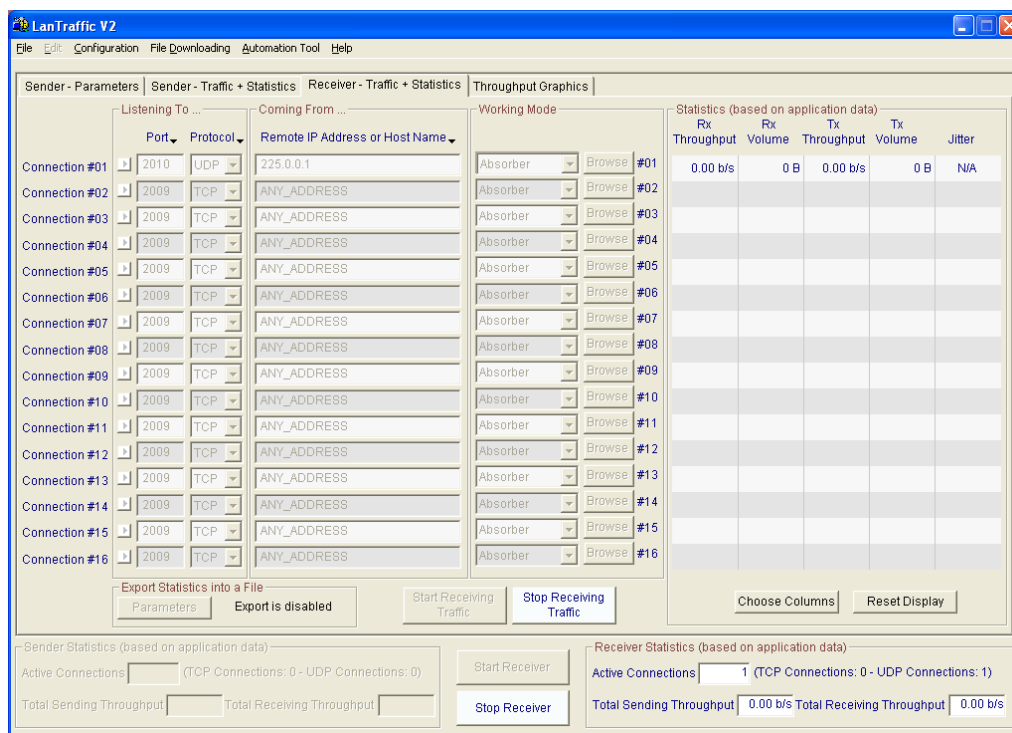 LanTraffic V2
File Edit Configuration File Downloading Automation Tool Help
Sender - Parameters Sender - Traffic + Statistics Receiver - Traffic + Statistics Throughput Graphics
Listening To ... Coming From ... Working Mode Statistics (based on application data)
Rx Rx Tx Tx
Port Protocol Remote IP Address or Host Name Throughput Volume Throughput Volume Jitter
Connection #01 2010 UDP 225.0.0.1 Absorber Browse #01 0.00 b/s 0 B 0.00 b/s 0 B N/A
Connection #02 2009 TCP ANY_ADDRESS Absorber Browse #02
Connection #03 2009 TCP ANY_ADDRESS Absorber Browse #03
Connection #04 2009 TCP ANY_ADDRESS Absorber Browse #04
Connection #05 2009 TCP ANY_ADDRESS Absorber Browse #05
Connection #06 2009 TCP ANY_ADDRESS Absorber Browse #06
Connection #07 2009 TCP ANY_ADDRESS Absorber Browse #07
Connection #08 2009 TCP ANY_ADDRESS Absorber Browse #08
Connection #09 2009 TCP ANY_ADDRESS Absorber Browse #09
Connection #10 2009 TCP ANY_ADDRESS Absorber Browse #10
Connection #11 2009 TCP ANY_ADDRESS Absorber Browse #11
Connection #12 2009 TCP ANY_ADDRESS Absorber Browse #12
Connection #13 2009 TCP ANY_ADDRESS Absorber Browse #13
Connection #14 2009 TCP ANY_ADDRESS Absorber Browse #14
Connection #15 2009 TCP ANY_ADDRESS Absorber Browse #15
Connection #16 2009 TCP ANY_ADDRESS Absorber Browse #16
Export Statistics into a File
Parameters Export is disabled
Start Receiving
Traffic
Stop Receiving
Traffic
Choose Columns Reset Display
Sender Statistics (based on application data)
Active Connections (TCP Connections: 0 - UDP Connections: 0)
Total Sending Throughput Total Receiving Throughput
Start Receiver
Stop Receiver
Receiver Statistics (based on application data)
Active Connections 1 (TCP Connections: 0 - UDP Connections: 1)
Total Sending Throughput 0.00 b/s Total Receiving Throughput 0.00 b/s